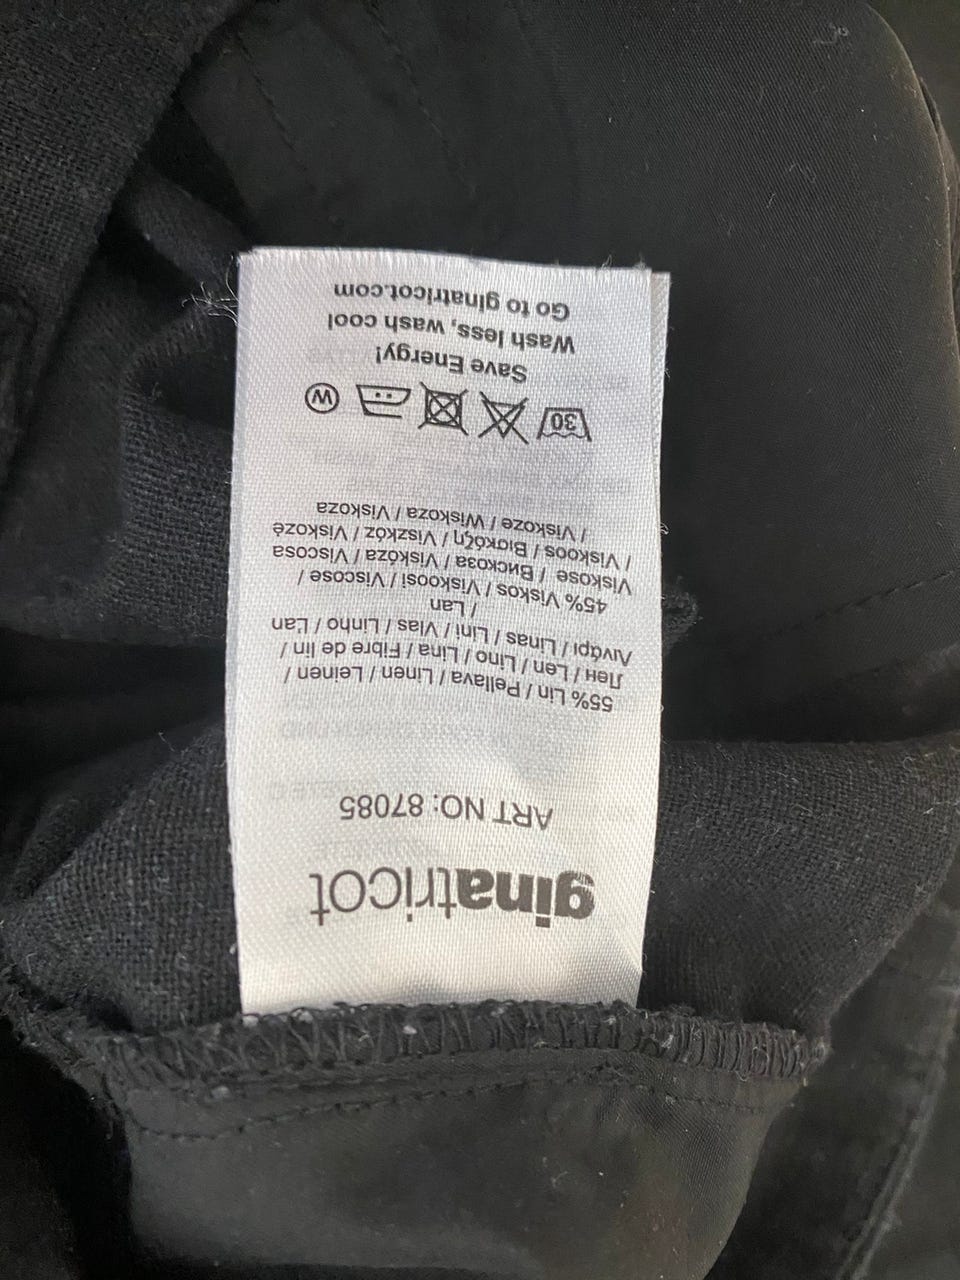 ginatricot
ART NO: 87085
55% Lin / Pellava / Linen / Leinen /
Лен / Len / Lino / Lina / Fibre de lin /
Λινάρι / Linas / Lini / Vlas / Linho / Lan
/ Lan
45% Viskos / Viskoosi / Viscose /
Viskose / Вискоза / Viskóza / Viscosa
/ Viskoos / Βισκόζη / Viszkóz / Viskozė
/ Viskoze / Wiskoza / Viskoza
30 W
Save Energy!
Wash less, wash cool
Go to ginatricot.com